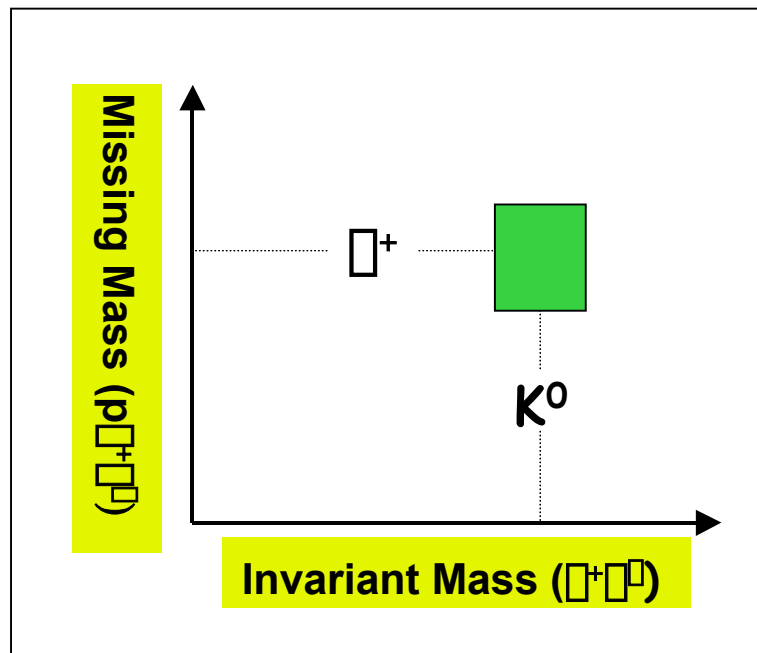 Missing Mass (p□⁺□□)
□⁺
K⁰
Invariant Mass (□⁺□□)